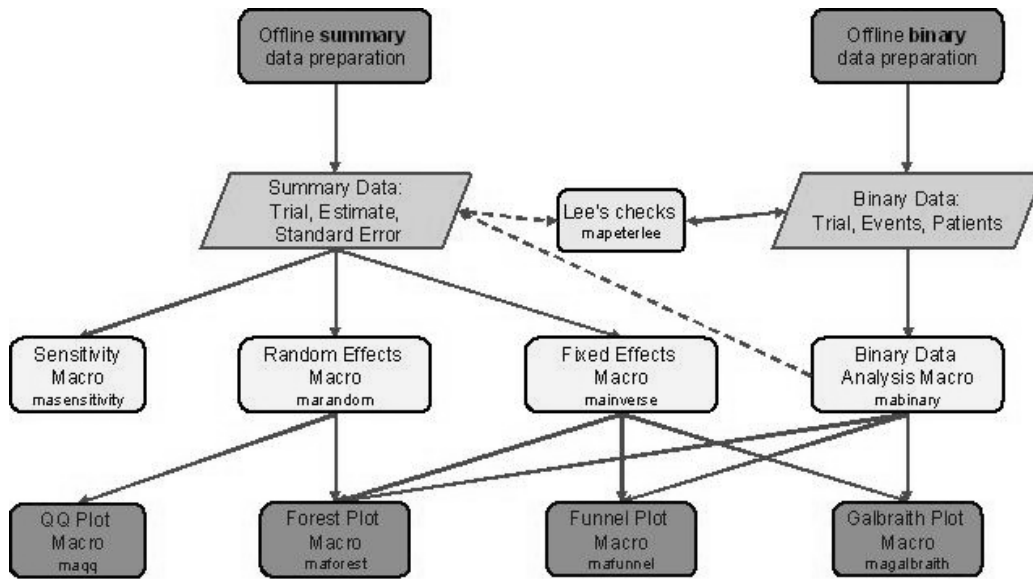 Offline summary
data preparation
Offline binary
data preparation
Summary Data:
Trial, Estimate,
Standard Error
Lee's checks
mapeterlee
Binary Data:
Trial, Events, Patients
Sensitivity
Macro
masensitivity
Random Effects
Macro
marandom
Fixed Effects
Macro
mainverse
Binary Data
Analysis Macro
mabinary
QQ Plot
Macro
maqq
Forest Plot
Macro
maforest
Funnel Plot
Macro
mafunnel
Galbraith Plot
Macro
magalbraith